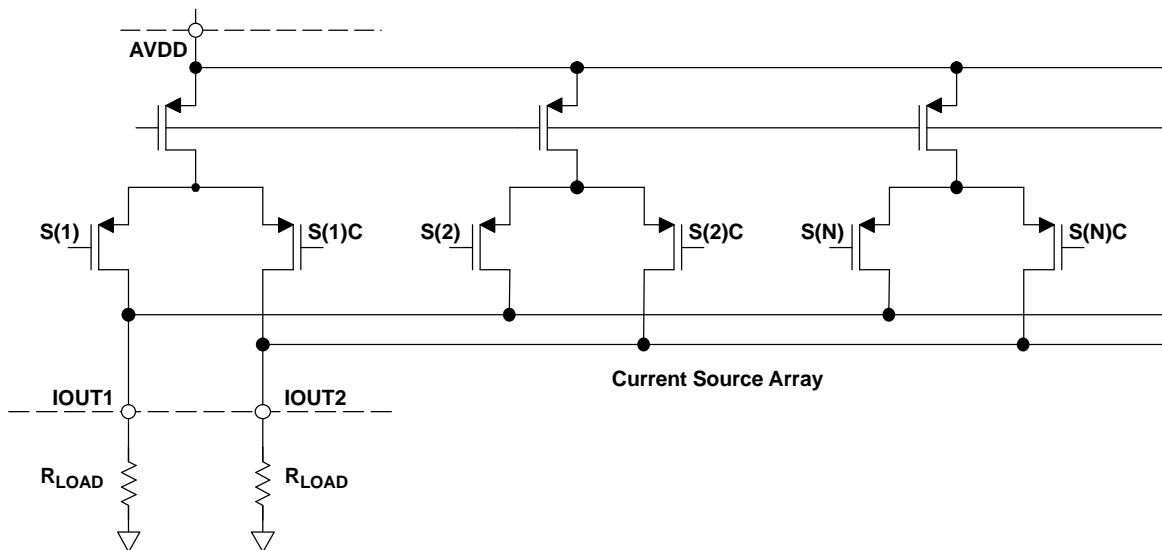 AVDD
S(1)
S(1)C
S(2)
S(2)C
S(N)
S(N)C
Current Source Array
IOUT1
IOUT2
RLOAD
RLOAD